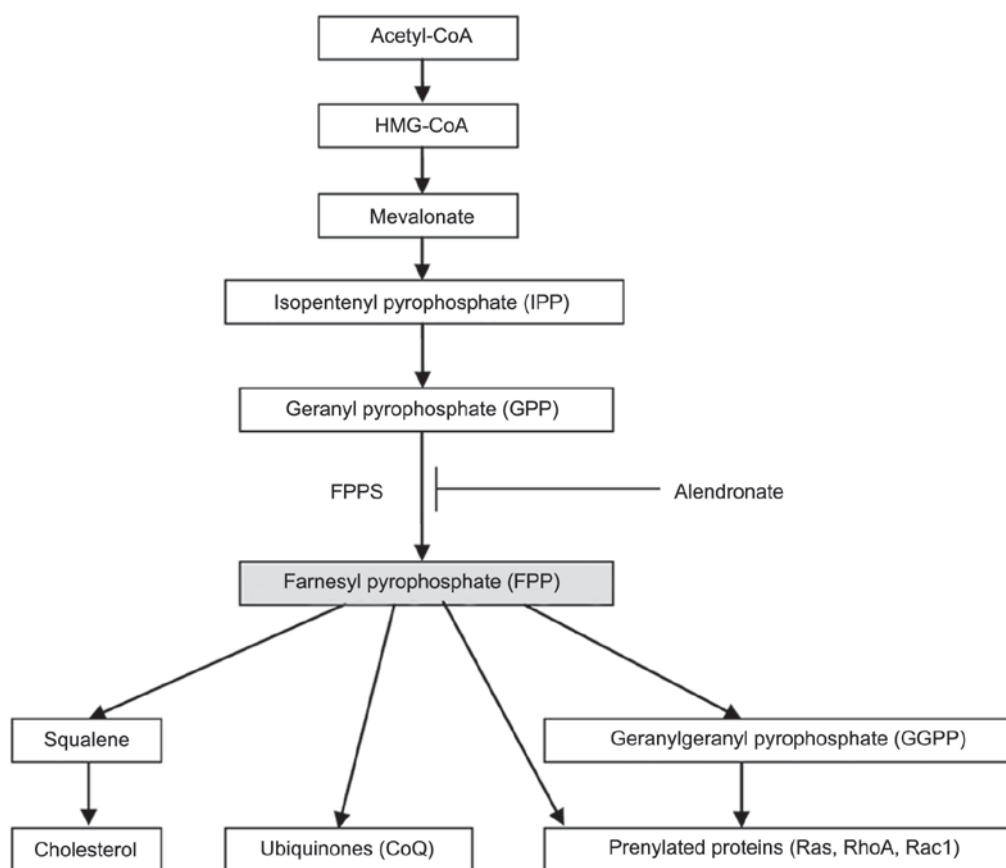 Acetyl-CoA
HMG-CoA
Mevalonate
Isopentenyl pyrophosphate (IPP)
Geranyl pyrophosphate (GPP)
FPPS
Alendronate
Farnesyl pyrophosphate (FPP)
Squalene
Geranylgeranyl pyrophosphate (GGPP)
Cholesterol
Ubiquinones (CoQ)
Prenylated proteins (Ras, RhoA, Rac1)